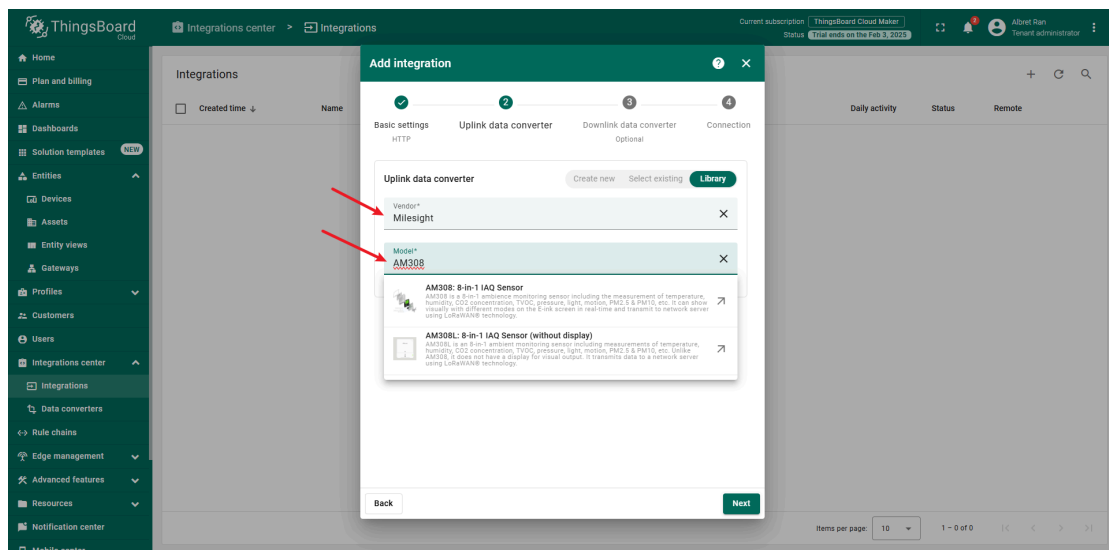 ThingsBoard
Cloud
Integrations center > Integrations
Current subscription ThingsBoard Cloud Maker
Status Trial ends on the Feb 3, 2025
3
Albret Ran
Tenant administrator
Home
Plan and billing
Alarms
Dashboards
Solution templates NEW
Entities
Devices
Assets
Entity views
Gateways
Profiles
Customers
Users
Integrations center
Integrations
Data converters
Rule chains
Edge management
Advanced features
Resources
Notification center
Mobile center
Integrations
Created time ↓ Name Daily activity Status Remote
Add integration
2 3 4
Basic settings Uplink data converter Downlink data converter Connection
HTTP Optional
Uplink data converter Create new Select existing Library
Vendor*
Milesight
Model*
AM308
AM308: 8-in-1 IAQ Sensor
AM308 is a 8-in-1 ambience monitoring sensor including the measurement of temperature,
humidity, CO2 concentration, TVOC, pressure, light, motion, PM2.5 & PM10, etc. It can show
visually with different modes on the E-ink screen in real-time and transmit to network server
using LoRaWAN® technology.
AM308L: 8-in-1 IAQ Sensor (without display)
AM308L is an 8-in-1 ambient monitoring sensor including measurements of temperature,
humidity, CO2 concentration, TVOC, pressure, light, motion, PM2.5 & PM10, etc. Unlike
AM308, it does not have a display for visual output. It transmits data to a network server
using LoRaWAN® technology.
Back Next
Items per page: 10 1 – 0 of 0